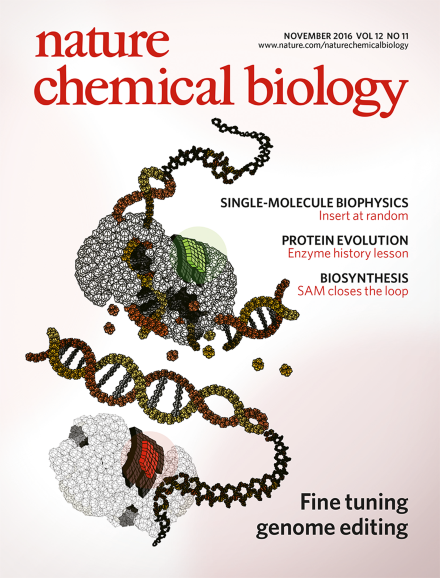 nature
chemical biology
NOVEMBER 2016 VOL 12 NO 11
www.nature.com/naturechemicalbiology
SINGLE-MOLECULE BIOPHYSICS
Insert at random
PROTEIN EVOLUTION
Enzyme history lesson
BIOSYNTHESIS
SAM closes the loop
Fine tuning
genome editing